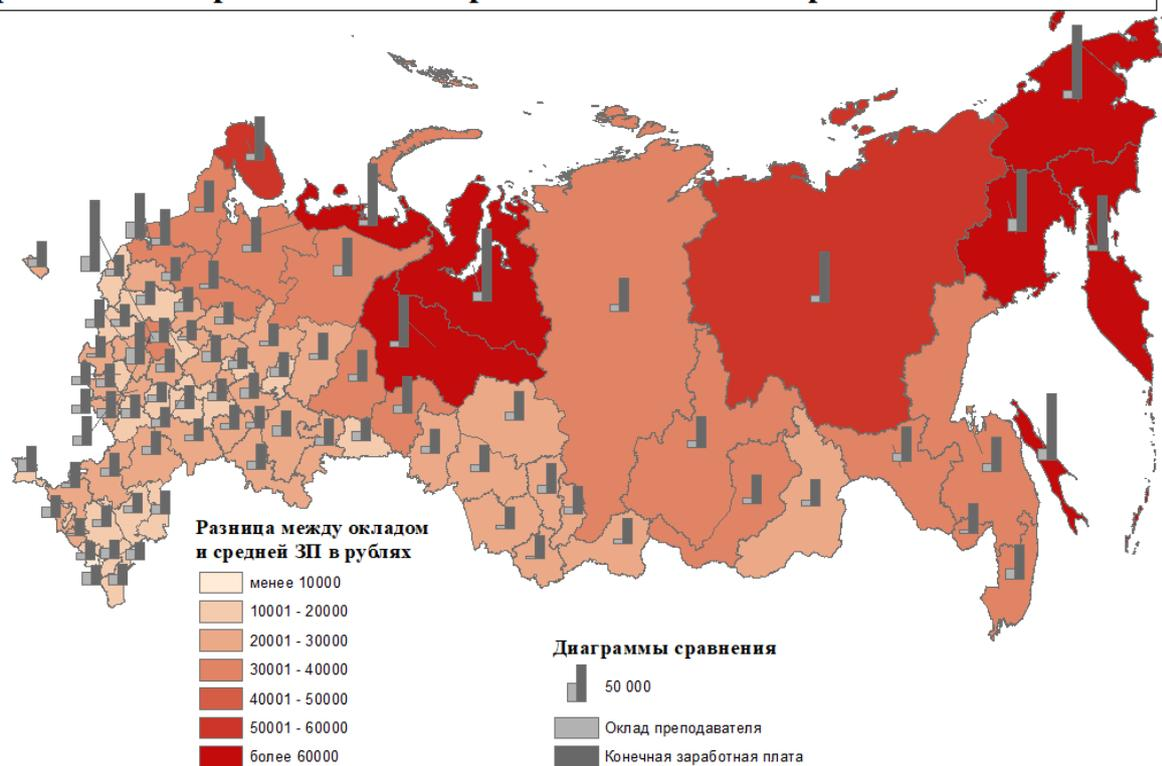 Разница между окладом
и средней ЗП в рублях
менее 10000
10001 - 20000
20001 - 30000
30001 - 40000
40001 - 50000
50001 - 60000
более 60000
Диаграммы сравнения
50 000
Оклад преподавателя
Конечная заработная плата